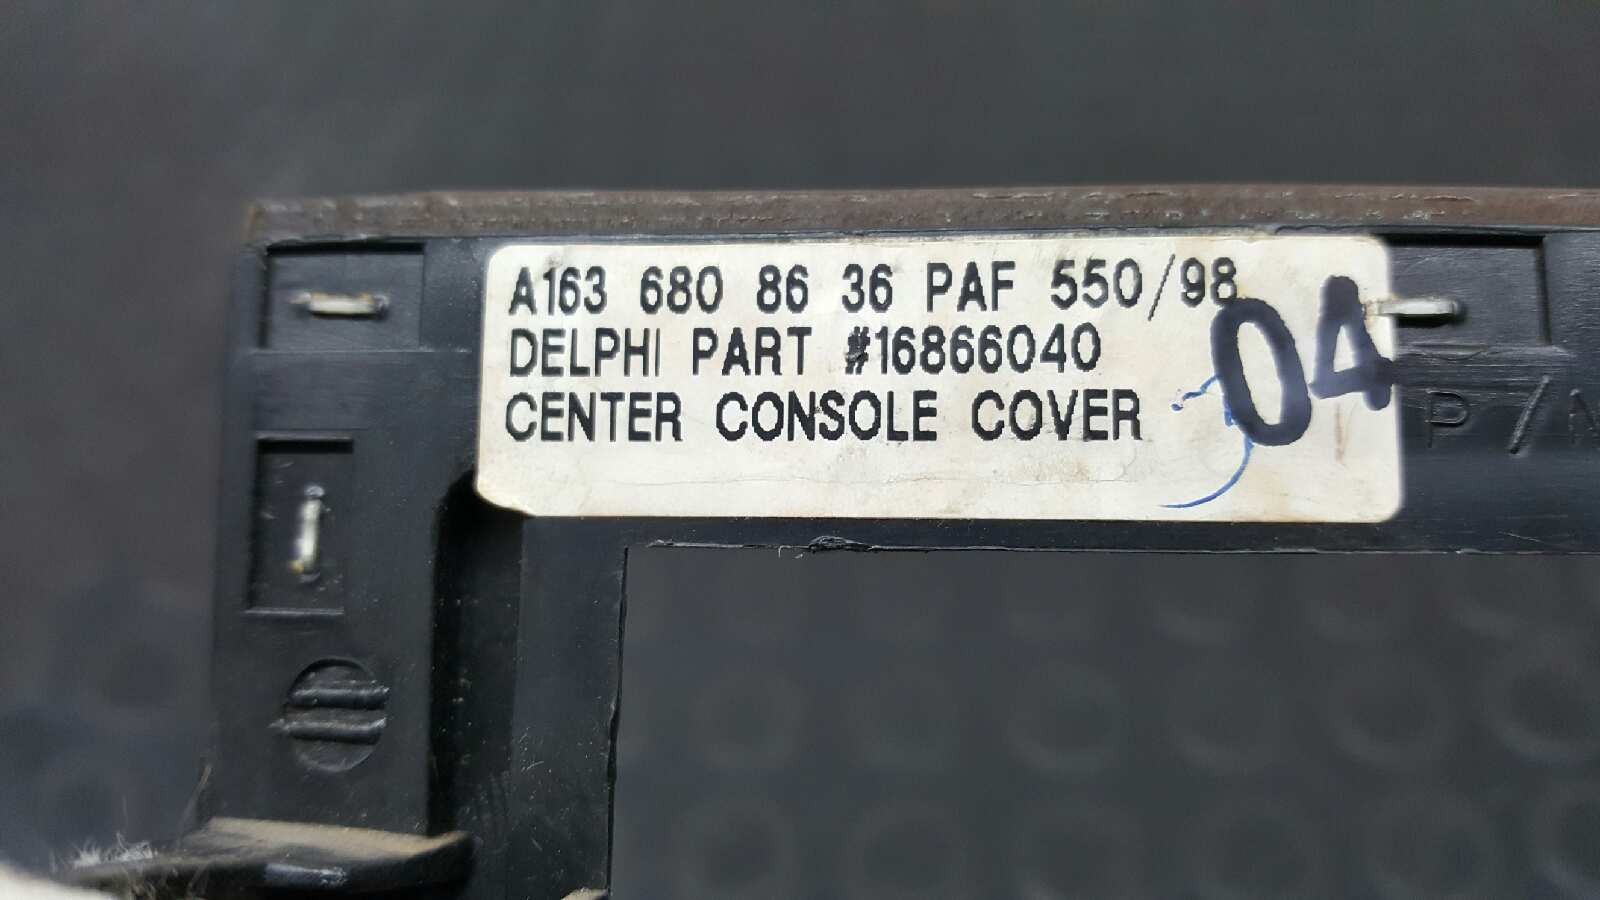 A163 680 86 36 PAF 550/98
DELPHI PART #16866040
CENTER CONSOLE COVER
04
P/N